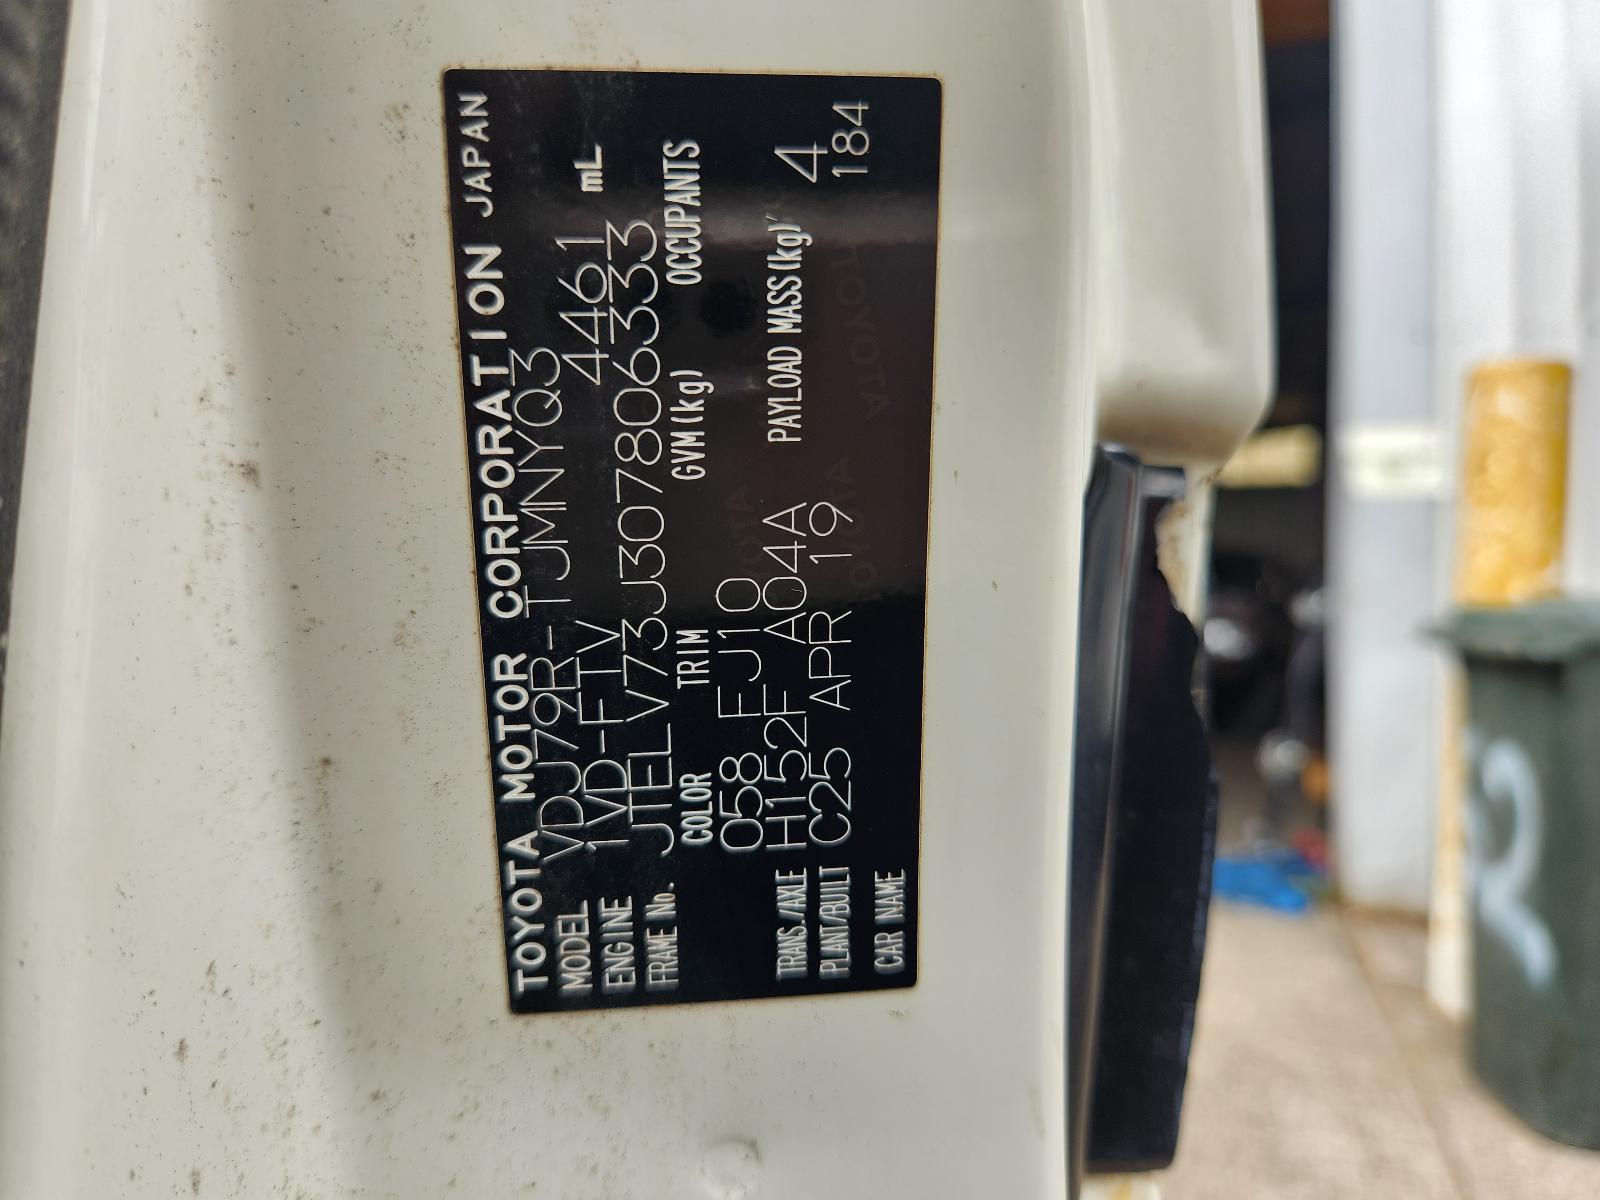 TOYOTA MOTOR CORPORATION JAPAN
MODEL VDJ79R-TJMNYQ3
ENGINE 1VD-FTV 4461 mL
FRAME No. JTELV73J307806333
COLOR TRIM GVM(kg) OCCUPANTS
058 FJ10 4
TRANS./AXLE H152F A04A PAYLOAD MASS(kg) 184
PLANT/BUILT C25 APR 19
CAR NAME